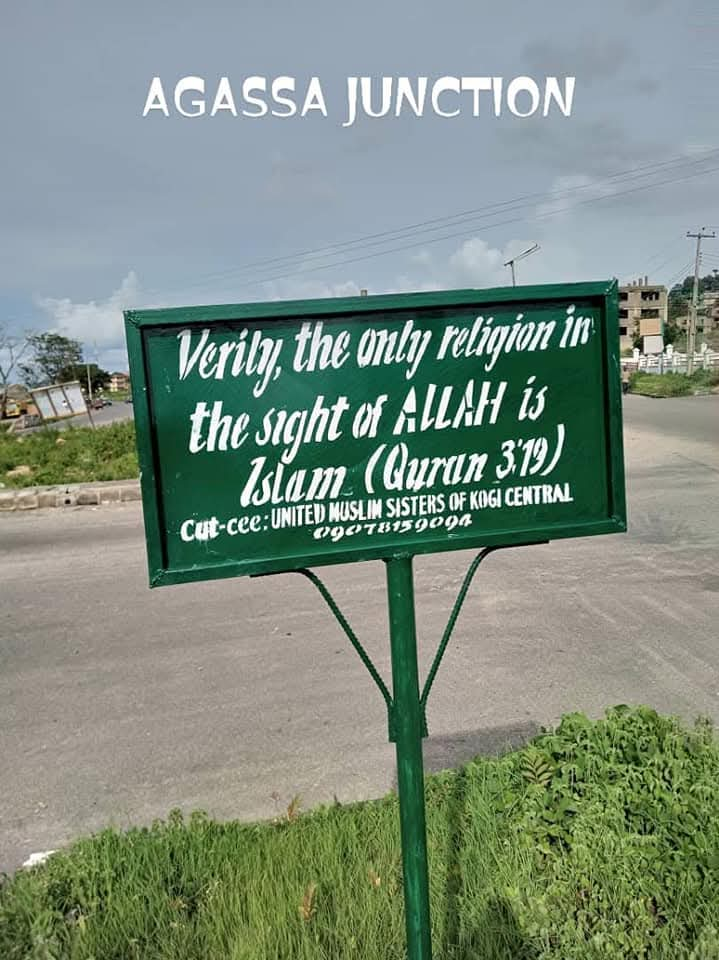 AGASSA JUNCTION
Verily, the only religion in
the sight of ALLAH is
Islam (Quran 3:19)
Cut-cee: UNITED MUSLIM SISTERS OF KOGI CENTRAL
09078159094